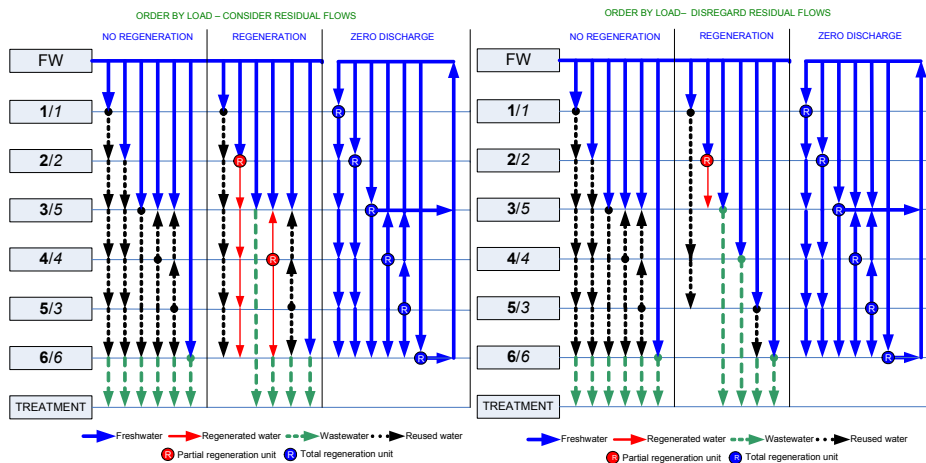 ORDER BY LOAD – CONSIDER RESIDUAL FLOWS
NO REGENERATION REGENERATION ZERO DISCHARGE
FW
1/1
R
2/2
R R
3/5
R
4/4
R R
5/3
R
6/6
R
TREATMENT
Freshwater Regenerated water Wastewater Reused water
R Partial regeneration unit R Total regeneration unit
ORDER BY LOAD– DISREGARD RESIDUAL FLOWS
NO REGENERATION REGENERATION ZERO DISCHARGE
FW
1/1
R
2/2
R R
3/5
R
4/4
R
5/3
R
6/6
R
TREATMENT
Freshwater Regenerated water Wastewater Reused water
R Partial regeneration unit R Total regeneration unit